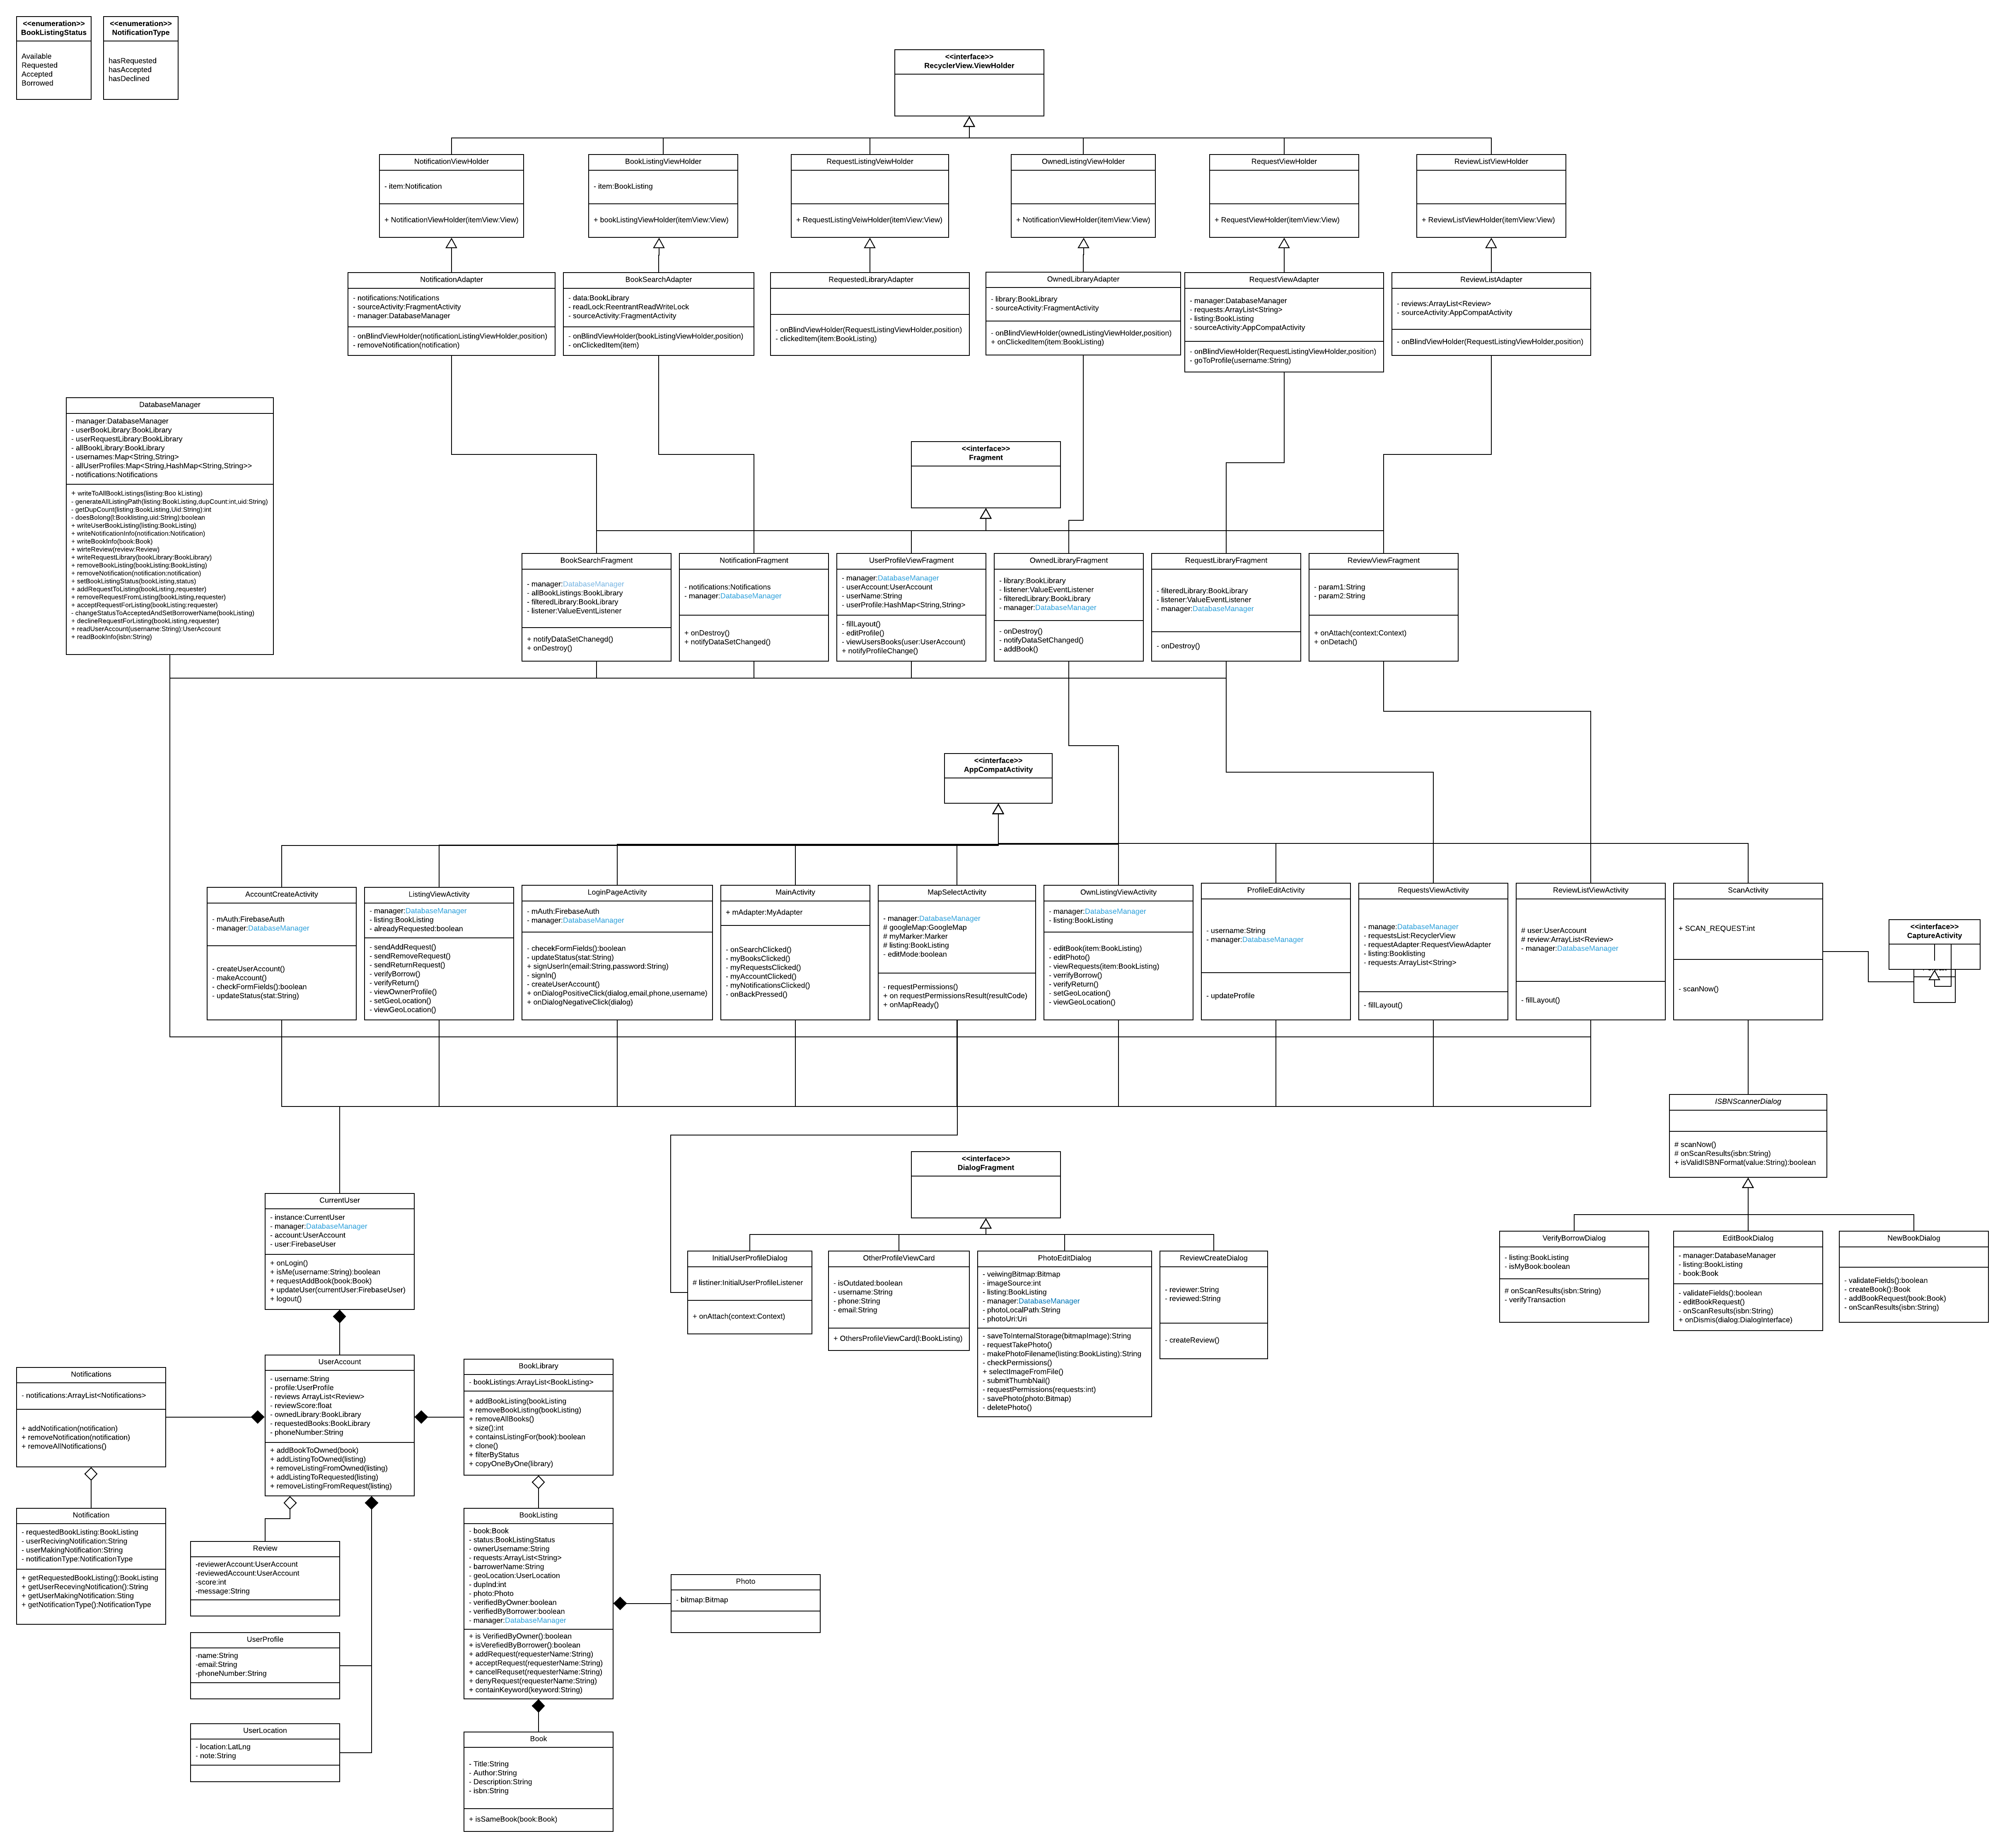 <<enumeration>>
BookListingStatus
Available
Requested
Accepted
Borrowed
<<enumeration>>
NotificationType
hasRequested
hasAccepted
hasDeclined
<<interface>>
RecyclerView.ViewHolder
NotificationViewHolder
- item:Notification
+ NotificationViewHolder(itemView:View)
BookListingViewHolder
- item:BookListing
+ bookListingViewHolder(itemView:View)
RequestListingVeiwHolder
+ RequestListingVeiwHolder(itemView:View)
OwnedListingViewHolder
+ NotificationViewHolder(itemView:View)
RequestViewHolder
+ RequestViewHolder(itemView:View)
ReviewListViewHolder
+ ReviewListViewHolder(itemView:View)
NotificationAdapter
- notifications:Notifications
- sourceActivity:FragmentActivity
- manager:DatabaseManager
- onBlindViewHolder(notificationListingViewHolder,position)
- removeNotification(notification)
BookSearchAdapter
- data:BookLibrary
- readLock:ReentrantReadWriteLock
- sourceActivity:FragmentActivity
- onBlindViewHolder(bookListingViewHolder,position)
- onClickedItem(item)
RequestedLibraryAdapter
- onBlindViewHolder(RequestListingViewHolder,position)
- clickedItem(item:BookListing)
OwnedLibraryAdapter
- library:BookLibrary
- sourceActivity:FragmentActivity
- onBlindViewHolder(ownedListingViewHolder,position)
+ onClickedItem(item:BookListing)
RequestViewAdapter
- manager:DatabaseManager
- requests:ArrayList<String>
- listing:BookListing
- sourceActivity:AppCompatActivity
- onBlindViewHolder(RequestListingViewHolder,position)
- goToProfile(username:String)
ReviewListAdapter
- reviews:ArrayList<Review>
- sourceActivity:AppCompatActivity
- onBlindViewHolder(RequestListingViewHolder,position)
DatabaseManager
- manager:DatabaseManager
- userBookLibrary:BookLibrary
- userRequestLibrary:BookLibrary
- allBookLibrary:BookLibrary
- usernames:Map<String,String>
- allUserProfiles:Map<String,HashMap<String,String>>
- notifications:Notifications
+ writeToAllBookListings(listing:Boo kListing)
- generateAllListingPath(listing:BookListing,dupCount:int,uid:String)
- getDupCount(listing:BookListing,Uid:String):int
- doesBolong(l:Booklisting,uid:String):boolean
+ writeUserBookListing(listing:BookListing)
+ writeNotificationInfo(notification:Notification)
+ writeBookInfo(book:Book)
+ wirteReview(review:Review)
+ writeRequestLibrary(bookLibrary:BookLibrary)
+ removeBookListing(bookListing:BookListing)
+ removeNotification(notification:notification)
+ setBookListingStatus(bookListing,status)
+ addRequestToListing(bookListing,requester)
+ removeRequestFromListing(bookListing,requester)
+ acceptRequestForListing(bookListing:requester)
- changeStatusToAcceptedAndSetBorrowerName(bookListing)
+ declineRequestForListing(bookListing,requester)
+ readUserAccount(username:String):UserAccount
+ readBookInfo(isbn:String)
<<interface>>
Fragment
BookSearchFragment
- manager:DatabaseManager
- allBookListings:BookLibrary
- filteredLibrary:BookLibrary
- listener:ValueEventListener
+ notifyDataSetChanegd()
+ onDestroy()
NotificationFragment
- notifications:Notifications
- manager:DatabaseManager
+ onDestroy()
+ notifyDataSetChanged()
UserProfileViewFragment
- manager:DatabaseManager
- userAccount:UserAccount
- userName:String
- userProfile:HashMap<String,String>
- fillLayout()
- editProfile()
- viewUsersBooks(user:UserAccount)
+ notifyProfileChange()
OwnedLibraryFragment
- library:BookLibrary
- listener:ValueEventListener
- filteredLibrary:BookLibrary
- manager:DatabaseManager
- onDestroy()
- notifyDataSetChanged()
- addBook()
RequestLibraryFragment
- filteredLibrary:BookLibrary
- listener:ValueEventListener
- manager:DatabaseManager
- onDestroy()
ReviewViewFragment
- param1:String
- param2:String
+ onAttach(context:Context)
+ onDetach()
<<interface>>
AppCompatActivity
AccountCreateActivity
- mAuth:FirebaseAuth
- manager:DatabaseManager
- createUserAccount()
- makeAccount()
- checkFormFields():boolean
- updateStatus(stat:String)
ListingViewActivity
- manager:DatabaseManager
- listing:BookListing
- alreadyRequested:boolean
- sendAddRequest()
- sendRemoveRequest()
- sendReturnRequest()
- verifyBorrow()
- verifyReturn()
- viewOwnerProfile()
- setGeoLocation()
- viewGeoLocation()
LoginPageActivity
- mAuth:FirebaseAuth
- manager:DatabaseManager
- checekFormFields():boolean
- updateStatus(stat:String)
+ signUserIn(email:String,password:String)
- signIn()
- createUserAccount()
+ onDialogPositiveClick(dialog,email,phone,username)
+ onDialogNegativeClick(dialog)
MainActivity
+ mAdapter:MyAdapter
- onSearchClicked()
- myBooksClicked()
- myRequestsClicked()
- myAccountClicked()
- myNotificationsClicked()
- onBackPressed()
MapSelectActivity
- manager:DatabaseManager
# googleMap:GoogleMap
# myMarker:Marker
# listing:BookListing
- editMode:boolean
- requestPermissions()
+ on requestPermissionsResult(resultCode)
+ onMapReady()
OwnListingViewActivity
- manager:DatabaseManager
- listing:BookListing
- editBook(item:BookListing)
- editPhoto()
- viewRequests(item:BookListing)
- verrifyBorrow()
- verifyReturn()
- setGeoLocation()
- viewGeoLocation()
ProfileEditActivity
- username:String
- manager:DatabaseManager
- updateProfile
RequestsViewActivity
- manage:DatabaseManager
- requestsList:RecyclerView
- requestAdapter:RequestViewAdapter
- listing:Booklisting
- requests:ArrayList<String>
- fillLayout()
ReviewListViewActivity
# user:UserAccount
# review:ArrayList<Review>
- manager:DatabaseManager
- fillLayout()
ScanActivity
+ SCAN_REQUEST:int
- scanNow()
<<interface>>
CaptureActivity
ISBNScannerDialog
# scanNow()
# onScanResults(isbn:String)
+ isValidISBNFormat(value:String):boolean
<<interface>>
DialogFragment
CurrentUser
- instance:CurrentUser
- manager:DatabaseManager
- account:UserAccount
- user:FirebaseUser
+ onLogin()
+ isMe(username:String):boolean
+ requestAddBook(book:Book)
+ updateUser(currentUser:FirebaseUser)
+ logout()
InitialUserProfileDialog
# listiner:InitialUserProfileListener
+ onAttach(context:Context)
OtherProfileViewCard
- isOutdated:boolean
- username:String
- phone:String
- email:String
+ OthersProfileViewCard(l:BookListing)
PhotoEditDialog
- veiwingBitmap:Bitmap
- imageSource:int
- listing:BookListing
- manager:DatabaseManager
- photoLocalPath:String
- photoUri:Uri
- saveToInternalStorage(bitmapImage):String
- requestTakePhoto()
- makePhotoFilename(listing:BookListing):String
- checkPermissions()
+ selectImageFromFile()
- submitThumbNail()
- requestPermissions(requests:int)
- savePhoto(photo:Bitmap)
- deletePhoto()
ReviewCreateDialog
- reviewer:String
- reviewed:String
- createReview()
VerifyBorrowDialog
- listing:BookListing
- isMyBook:boolean
# onScanResults(isbn:String)
- verifyTransaction
EditBookDialog
- manager:DatabaseManager
- listing:BookListing
- book:Book
- validateFields():boolean
- editBookRequest()
- onScanResults(isbn:String)
+ onDismis(dialog:DialogInterface)
NewBookDialog
- validateFields():boolean
- createBook():Book
- addBookRequest(book:Book)
- onScanResults(isbn:String)
Notifications
- notifications:ArrayList<Notifications>
+ addNotification(notification)
+ removeNotification(notification)
+ removeAllNotifications()
UserAccount
- username:String
- profile:UserProfile
- reviews ArrayList<Review>
- reviewScore:float
- ownedLibrary:BookLibrary
- requestedBooks:BookLibrary
- phoneNumber:String
+ addBookToOwned(book)
+ addListingToOwned(listing)
+ removeListingFromOwned(listing)
+ addListingToRequested(listing)
+ removeListingFromRequest(listing)
BookLibrary
- bookListings:ArrayList<BookListing>
+ addBookListing(bookListing
+ removeBookListing(bookListing)
+ removeAllBooks()
+ size():int
+ containsListingFor(book):boolean
+ clone()
+ filterByStatus
+ copyOneByOne(library)
Notification
- requestedBookListing:BookListing
- userRecivingNotification:String
- userMakingNotification:String
- notificationType:NotificationType
+ getRequestedBookListing():BookListing
+ getUserRecevingNotification():String
+ getUserMakingNotification:Sting
+ getNotificationType():NotificationType
Review
-reviewerAccount:UserAccount
-reviewedAccount:UserAccount
-score:int
-message:String
UserProfile
-name:String
-email:String
-phoneNumber:String
UserLocation
- location:LatLng
- note:String
BookListing
- book:Book
- status:BookListingStatus
- ownerUsername:String
- requests:ArrayList<String>
- barrowerName:String
- geoLocation:UserLocation
- dupInd:int
- photo:Photo
- verifiedByOwner:boolean
- verifiedByBorrower:boolean
- manager:DatabaseManager
+ is VerifiedByOwner():boolean
+ isVerefiedByBorrower():boolean
+ addRequest(requesterName:String)
+ acceptRequest(requesterName:String)
+ cancelRequset(requesterName:String)
+ denyRequest(requesterName:String)
+ containKeyword(keyword:String)
Photo
- bitmap:Bitmap
Book
- Title:String
- Author:String
- Description:String
- isbn:String
+ isSameBook(book:Book)